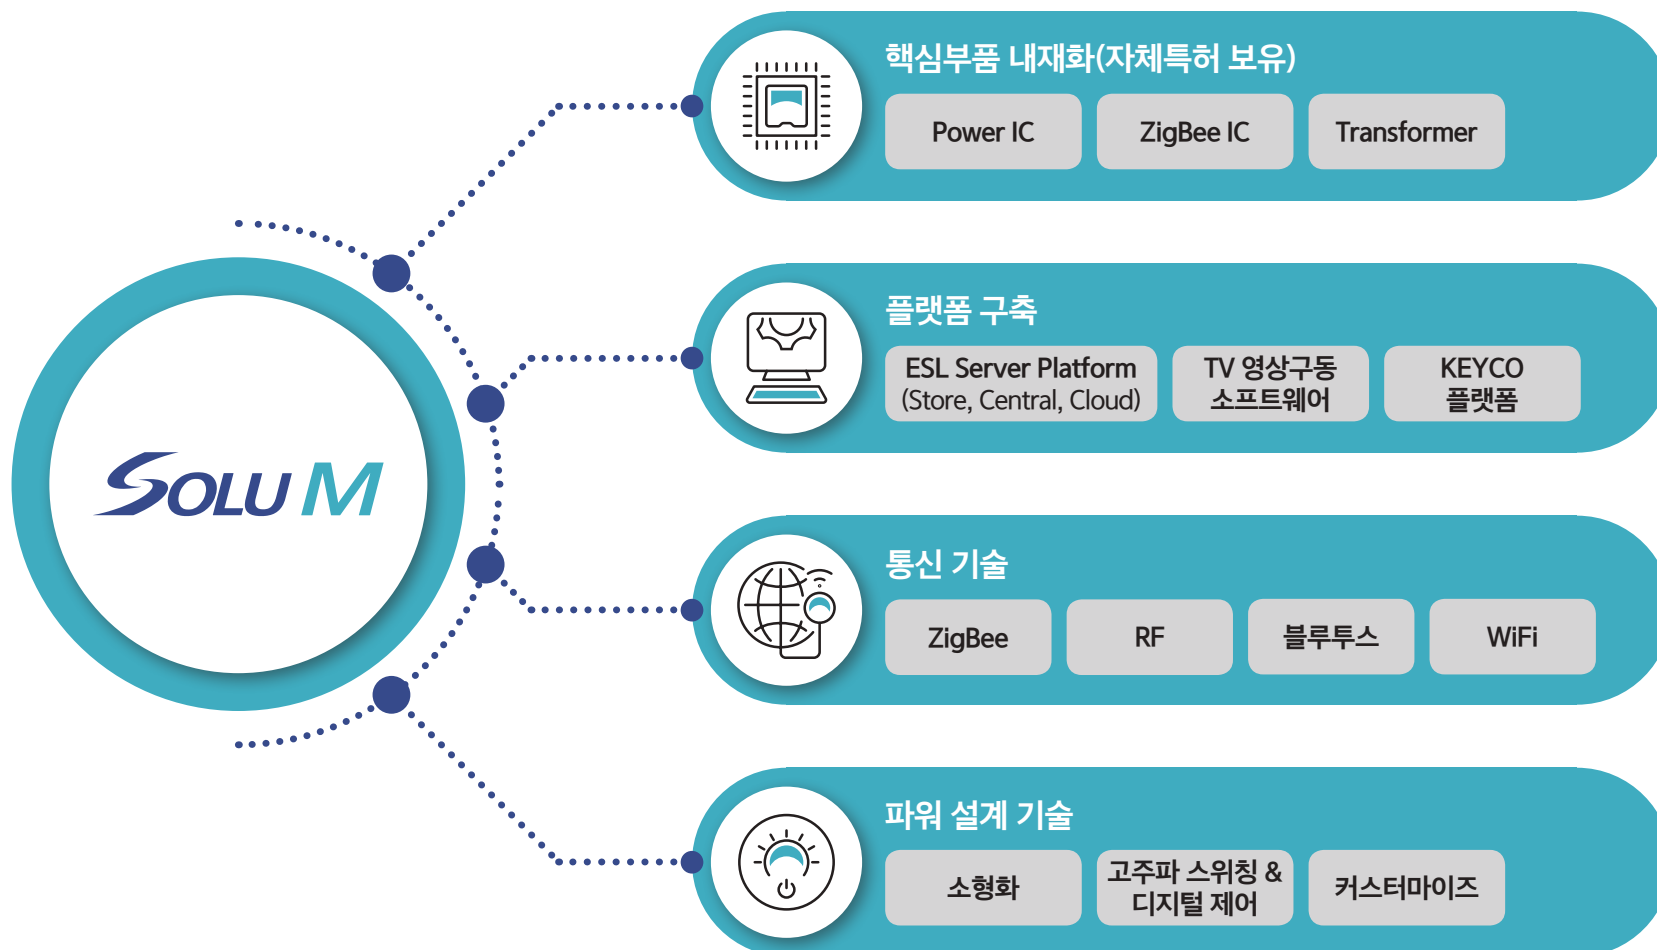 SOLU M
핵심부품 내재화(자체특허 보유)
Power IC
ZigBee IC
Transformer
플랫폼 구축
ESL Server Platform
(Store, Central, Cloud)
TV 영상구동
소프트웨어
KEYCO
플랫폼
통신 기술
ZigBee
RF
블루투스
WiFi
파워 설계 기술
소형화
고주파 스위칭 &
디지털 제어
커스터마이즈